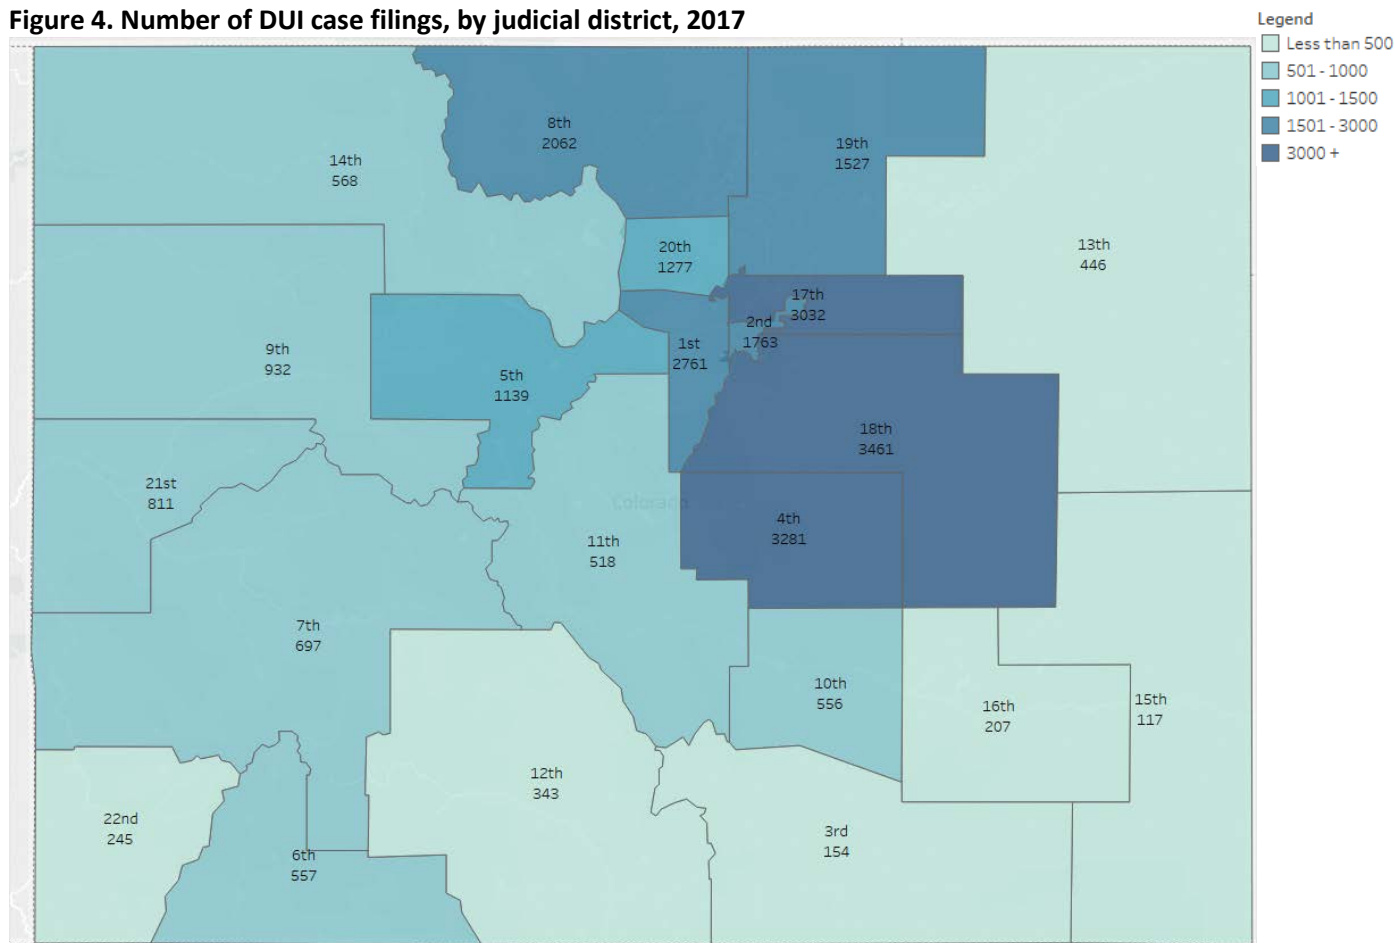 Figure 4. Number of DUI case filings, by judicial district, 2017
Legend
Less than 500
501 - 1000
1001 - 1500
1501 - 3000
3000 +
8th
2062
19th
1527
14th
568
20th
1277
13th
446
17th
3032
2nd
1763
1st
2761
9th
932
5th
1139
18th
3461
21st
811
Colorado
4th
3281
11th
518
7th
697
10th
556
16th
207
15th
117
12th
343
22nd
245
3rd
154
6th
557